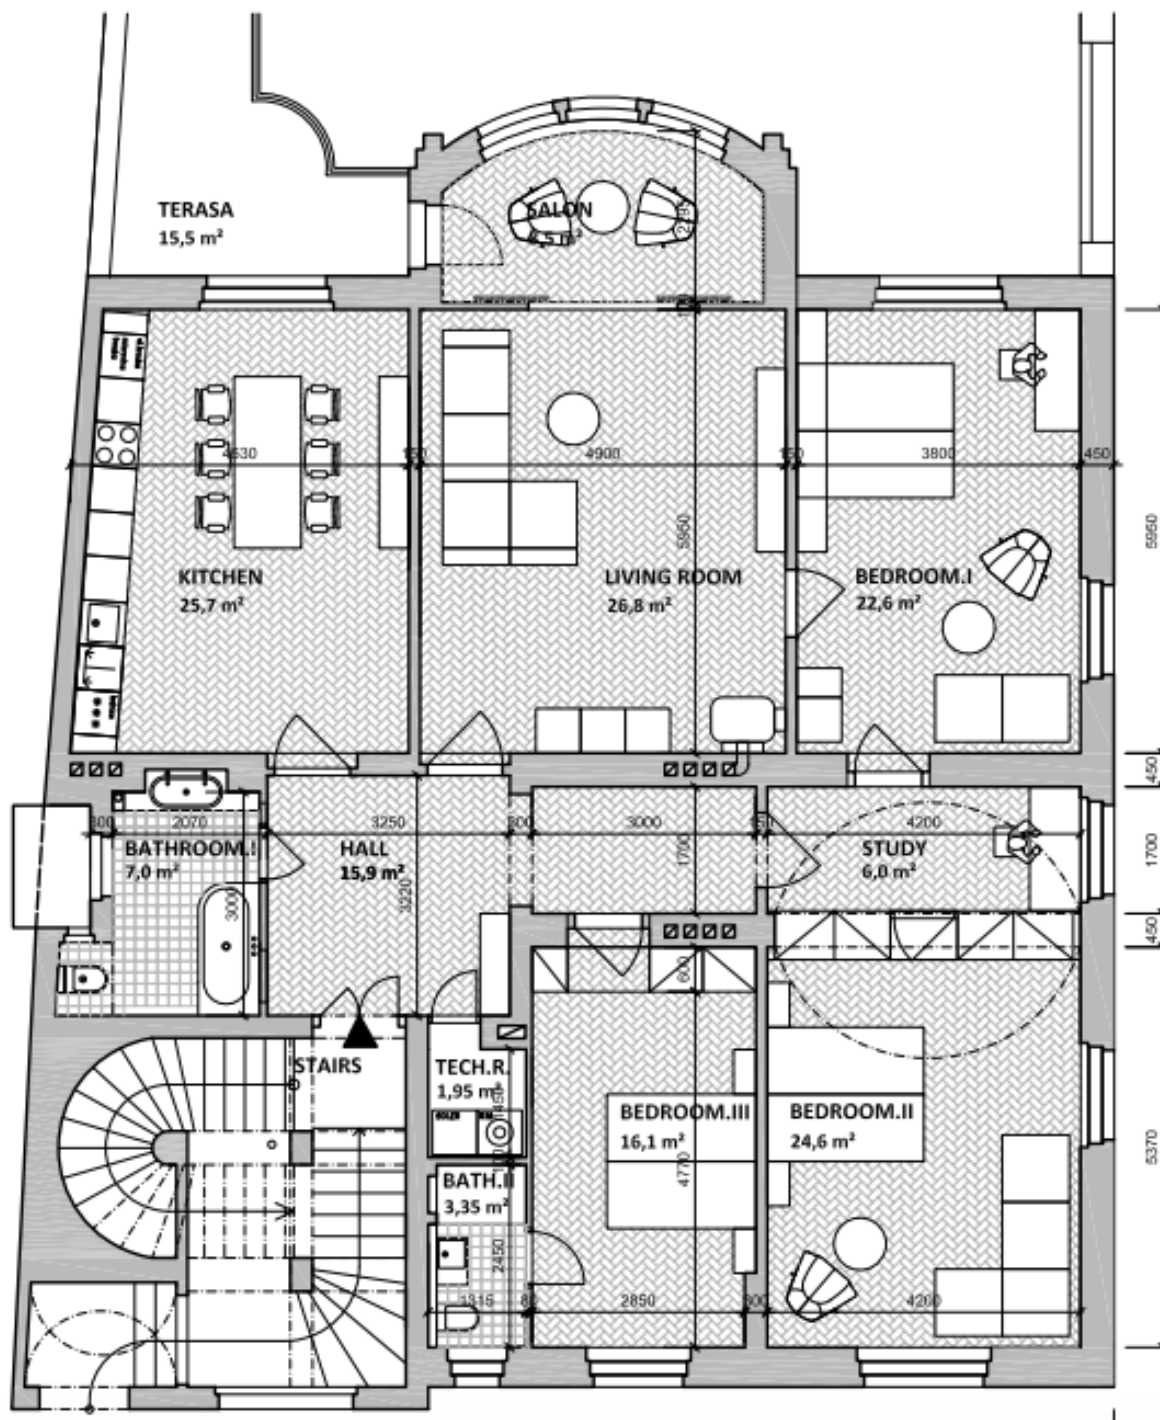 TERASA
15,5 m²
SALON
2295
4630
150
4900
150
3800
450
5950
5950
KITCHEN
25,7 m²
LIVING ROOM
26,8 m²
BEDROOM.I
22,6 m²
450
300
2070
3250
300
3000
150
4200
BATHROOM.I
7,0 m²
HALL
15,9 m²
STUDY
6,0 m²
1700
1700
3000
3220
450
600
STAIRS
TECH.R.
1,95 m²
1450
BEDROOM.III
16,1 m²
BEDROOM.II
24,6 m²
4770
5370
BATH.II
3,35 m²
2450
1315
80
2850
300
4200